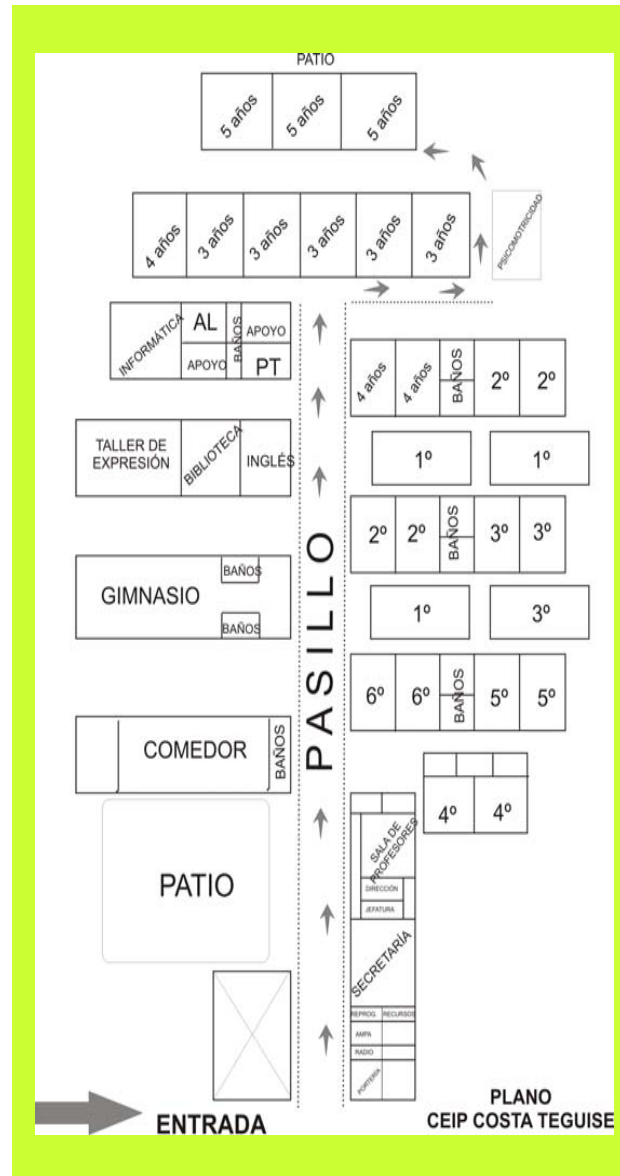 PATIO
5 años
5 años
5 años
4 años
3 años
3 años
3 años
3 años
3 años
PSICOMOTRICIDAD
INFORMÁTICA
AL
BAÑOS
APOYO
APOYO
PT
4 años
4 años
BAÑOS
2º
2º
TALLER DE
EXPRESIÓN
BIBLIOTECA
INGLÉS
1º
1º
2º
2º
BAÑOS
3º
3º
GIMNASIO
BAÑOS
BAÑOS
PASILLO
1º
3º
6º
6º
BAÑOS
5º
5º
COMEDOR
BAÑOS
4º
4º
PATIO
SALA DE
PROFESORES
DIRECCIÓN
JEFATURA
SECRETARÍA
REPROG.
RECURSOS
AMPA
RADIO
PORTERÍA
ENTRADA
PLANO
CEIP COSTA TEGUISE